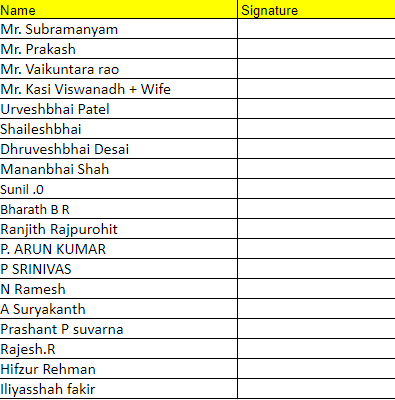 Name Signature
Mr. Subramanyam
Mr. Prakash
Mr. Vaikuntara rao
Mr. Kasi Viswanadh + Wife
Urveshbhai Patel
Shaileshbhai
Dhruveshbhai Desai
Mananbhai Shah
Sunil .0
Bharath B R
Ranjith Rajpurohit
P. ARUN KUMAR
P SRINIVAS
N Ramesh
A Suryakanth
Prashant P suvarna
Rajesh.R
Hifzur Rehman
Iliyasshah fakir